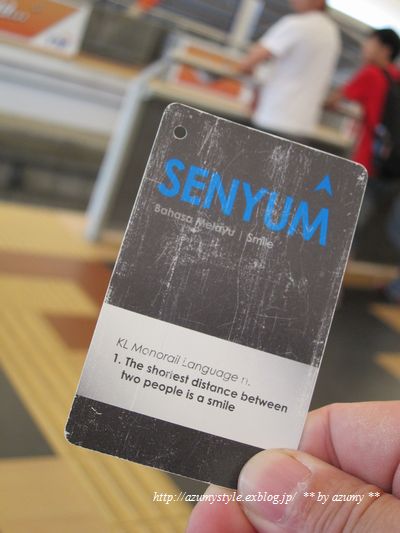 SENYUM
Bahasa Melayu | Smile
KL Monorail Language n.
1. The shortest distance between
two people is a smile
http://azumystyle.exblog.jp/ ** by azumy **